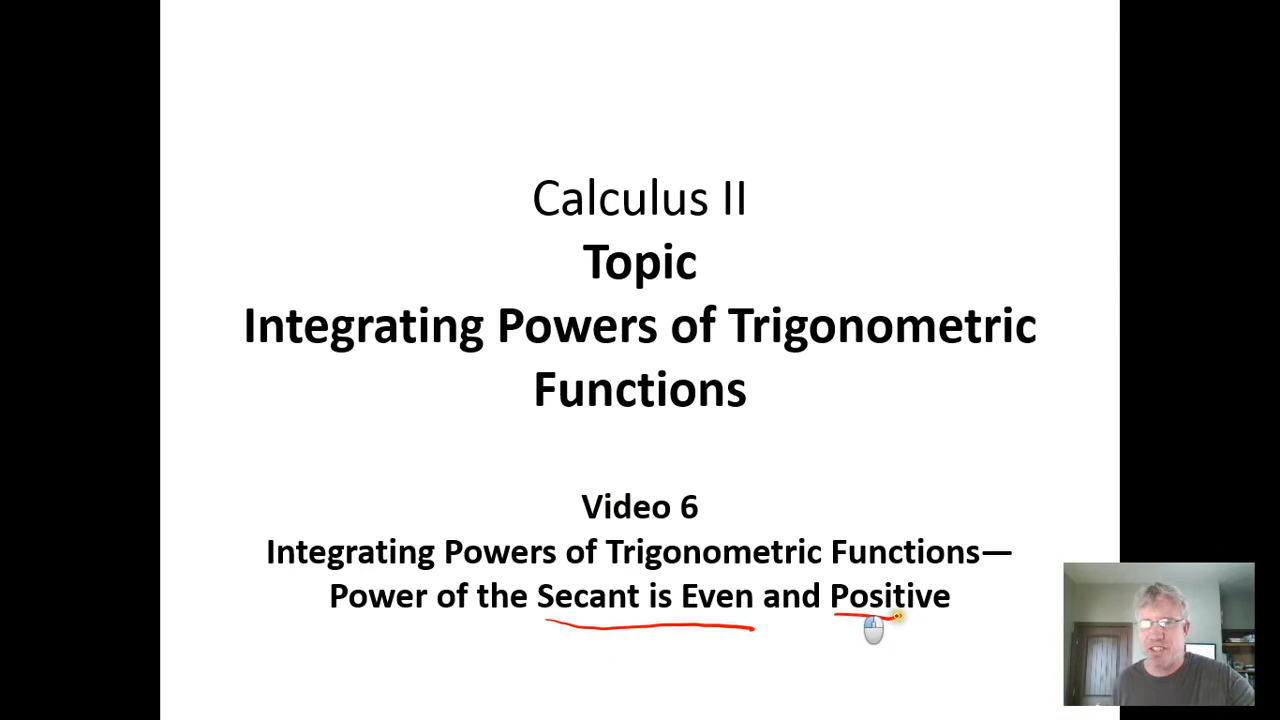 Calculus II
Topic
Integrating Powers of Trigonometric
Functions
Video 6
Integrating Powers of Trigonometric Functions—
Power of the Secant is Even and Positive